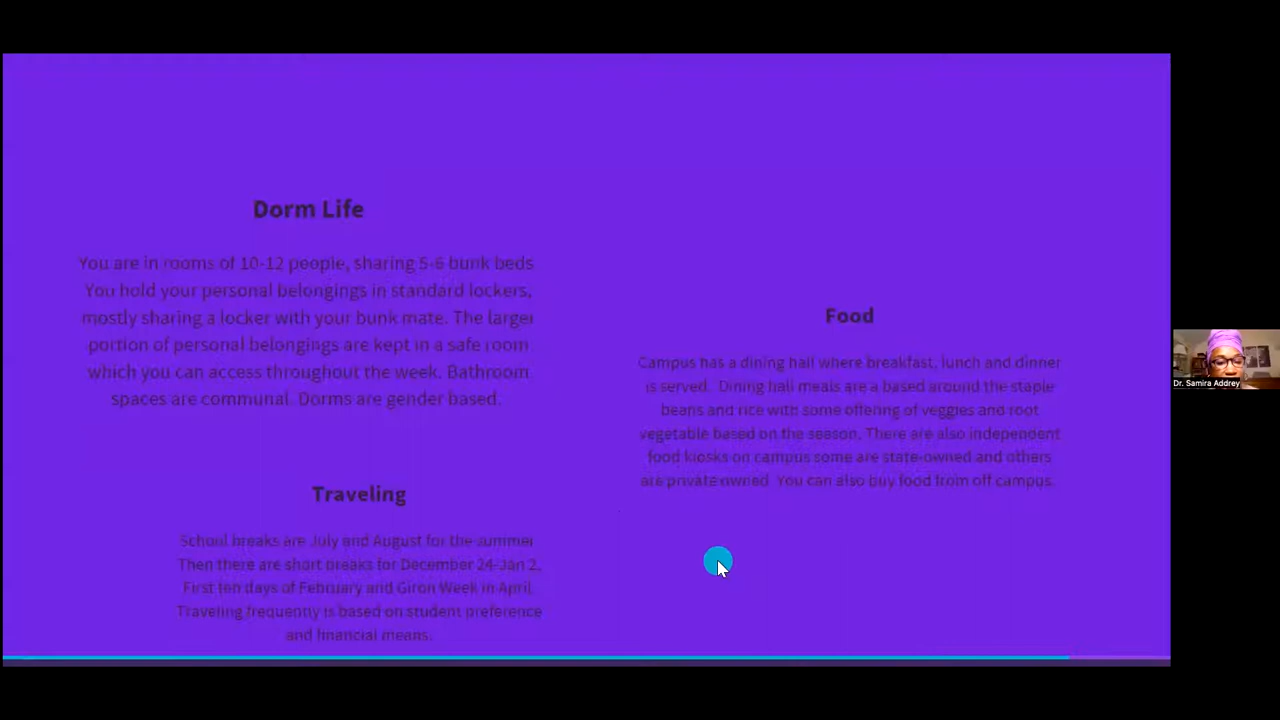 Dorm Life
You are in rooms of 10-12 people, sharing 5-6 bunk beds
You hold your personal belongings in standard lockers,
mostly sharing a locker with your bunk mate. The larger
portion of personal belongings are kept in a safe room
which you can access throughout the week. Bathroom
spaces are communal. Dorms are gender based.
Food
Campus has a dining hall where breakfast, lunch and dinner
is served. Dining hall meals are a based around the staple
beans and rice with some offering of veggies and root
vegetable based on the season. There are also independent
food kiosks on campus some are state-owned and others
are private owned. You can also buy food from off campus.
Traveling
School breaks are July and August for the summer
Then there are short breaks for December 24-Jan 2,
First ten days of February and Giron Week in April
Traveling frequently is based on student preference
and financial means.
Dr. Samira Addrey